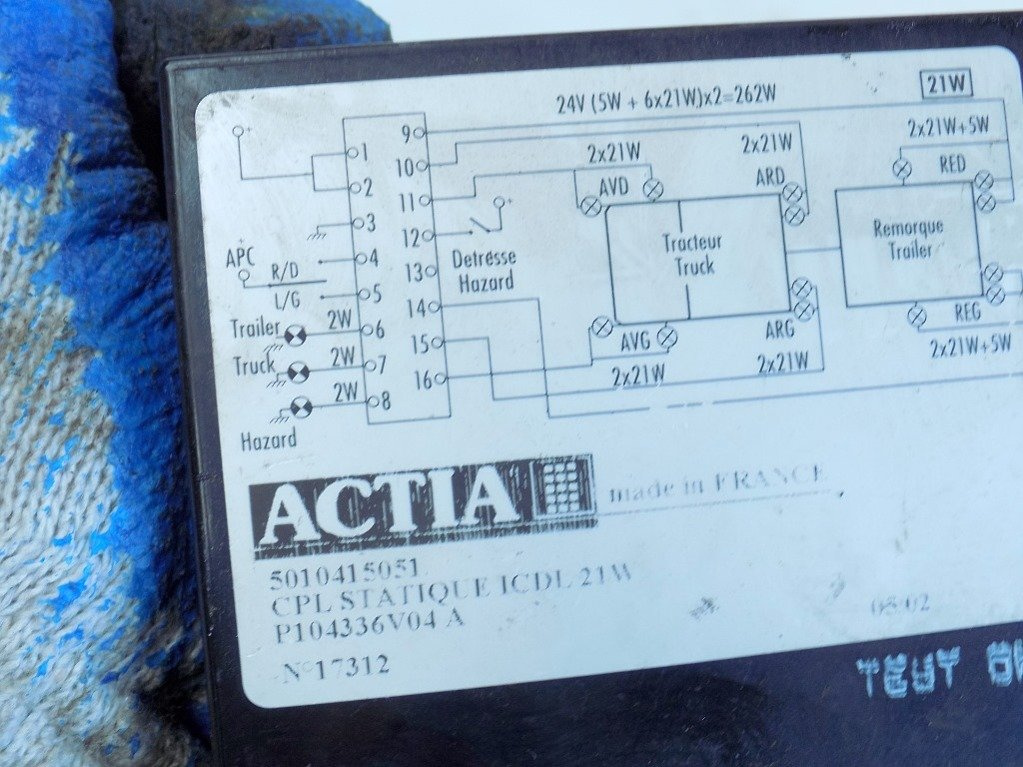 24V (5W + 6x21W)x2=262W
21W
+
9
1
10
2x21W
2x21W
2x21W+5W
2
11
AVD
ARD
RED
3
12
+
Detresse
Hazard
Tracteur
Truck
Remorque
Trailer
+
APC
R/D
4
13
L/G
5
14
Trailer
2W
6
15
AVG
ARG
REG
Truck
2W
7
16
2x21W
2x21W
2x21W+5W
2W
8
Hazard
ACTIA
made in FRANCE
5010415051
CPL STATIQUE ICDL 21W
P104336V04 A
05/02
N°17312